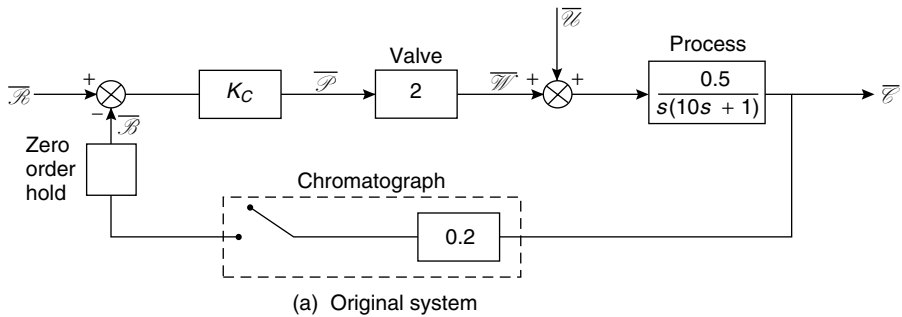 Valve
Process
𝒰̅
ℛ̅
+
−
ℬ̅
K_C
𝒫̅
2
𝒲̅
+
+
0.5
s(10s + 1)
𝒞̅
Zero
order
hold
Chromatograph
0.2
(a) Original system